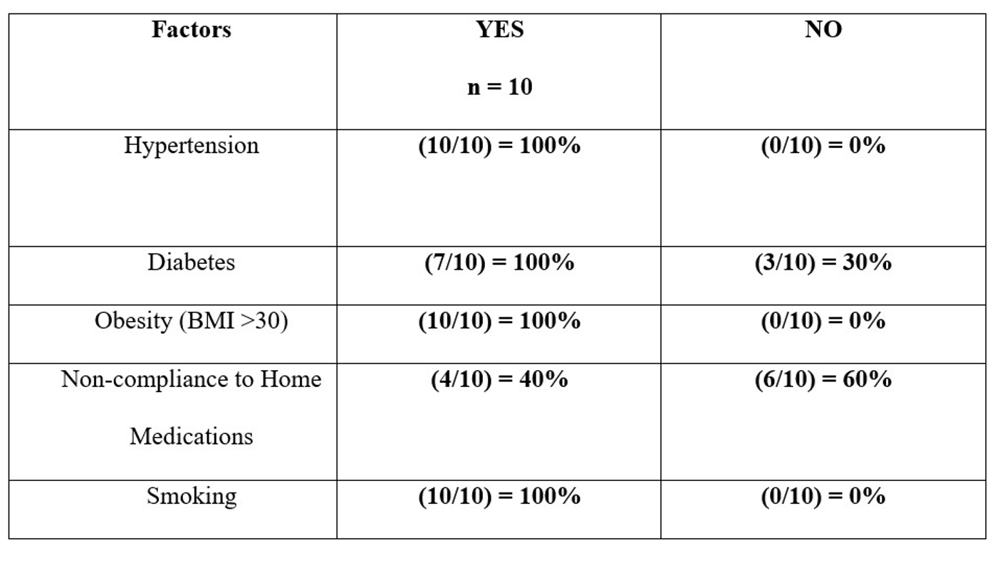 Factors YES NO
n = 10
Hypertension (10/10) = 100% (0/10) = 0%
Diabetes (7/10) = 100% (3/10) = 30%
Obesity (BMI >30) (10/10) = 100% (0/10) = 0%
Non-compliance to Home (4/10) = 40% (6/10) = 60%
Medications
Smoking (10/10) = 100% (0/10) = 0%